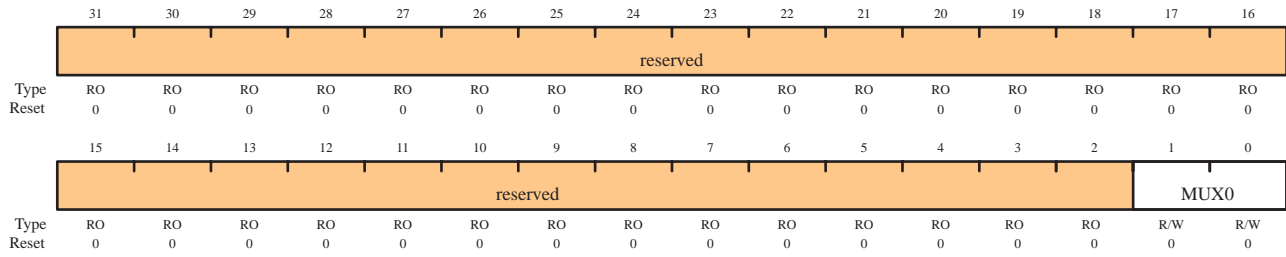 31 30 29 28 27 26 25 24 23 22 21 20 19 18 17 16
reserved
Type RO RO RO RO RO RO RO RO RO RO RO RO RO RO RO RO
Reset 0 0 0 0 0 0 0 0 0 0 0 0 0 0 0 0
15 14 13 12 11 10 9 8 7 6 5 4 3 2 1 0
reserved MUX0
Type RO RO RO RO RO RO RO RO RO RO RO RO RO RO R/W R/W
Reset 0 0 0 0 0 0 0 0 0 0 0 0 0 0 0 0